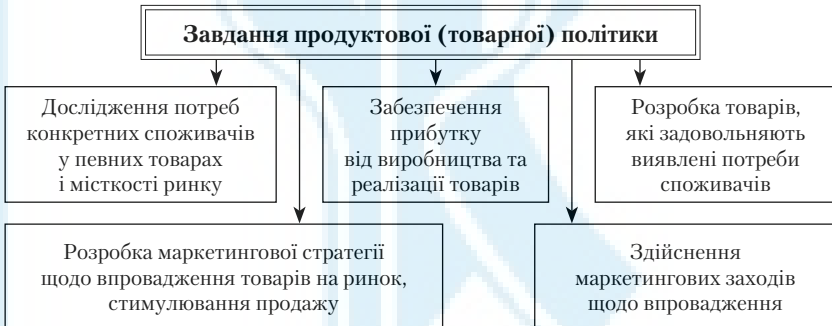 Завдання продуктової (товарної) політики
Дослідження потреб
конкретних споживачів
у певних товарах
і місткості ринку
Забезпечення
прибутку
від виробництва та
реалізації товарів
Розробка товарів,
які задовольняють
виявлені потреби
споживачів
Розробка маркетингової стратегії
щодо впровадження товарів на ринок,
стимулювання продажу
Здійснення
маркетингових заходів
щодо впровадження